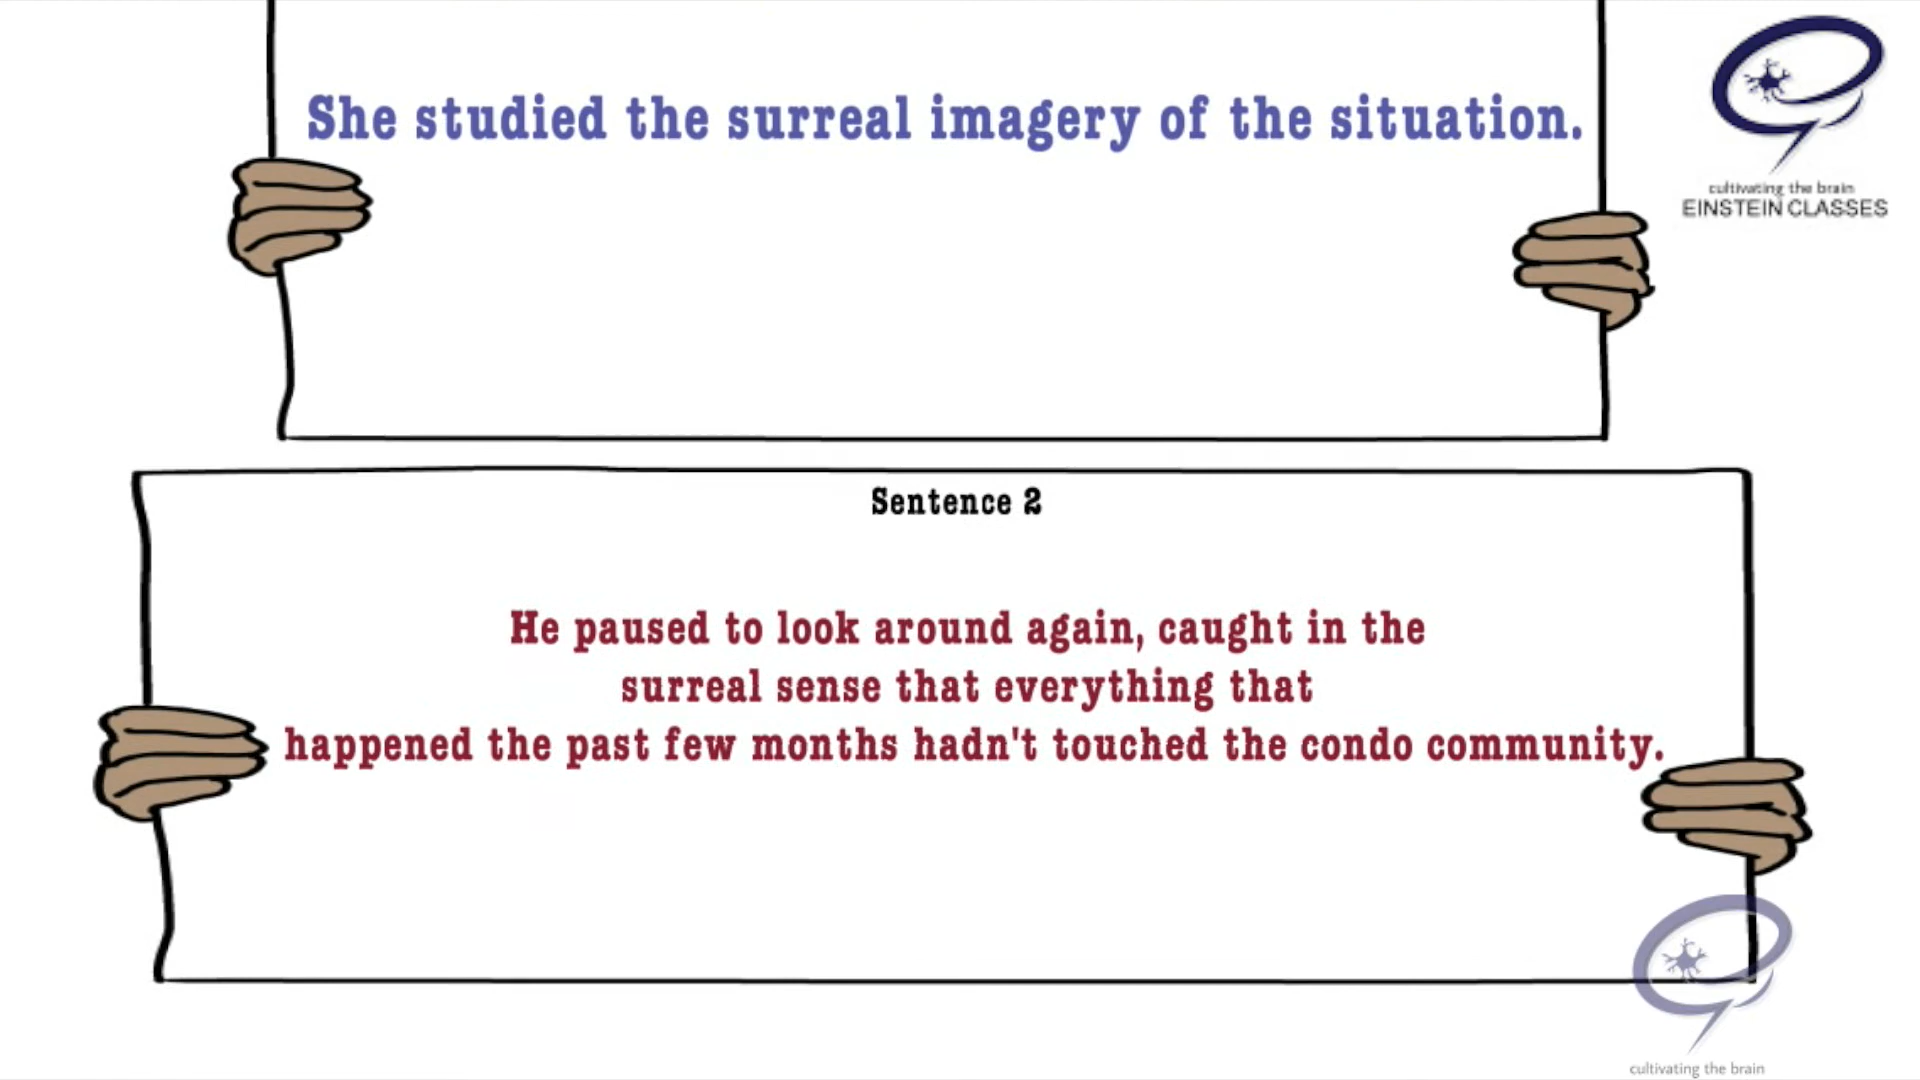 She studied the surreal imagery of the situation.
cultivating the brain
EINSTEIN CLASSES
Sentence 2
He paused to look around again, caught in the
surreal sense that everything that
happened the past few months hadn't touched the condo community.
cultivating the brain